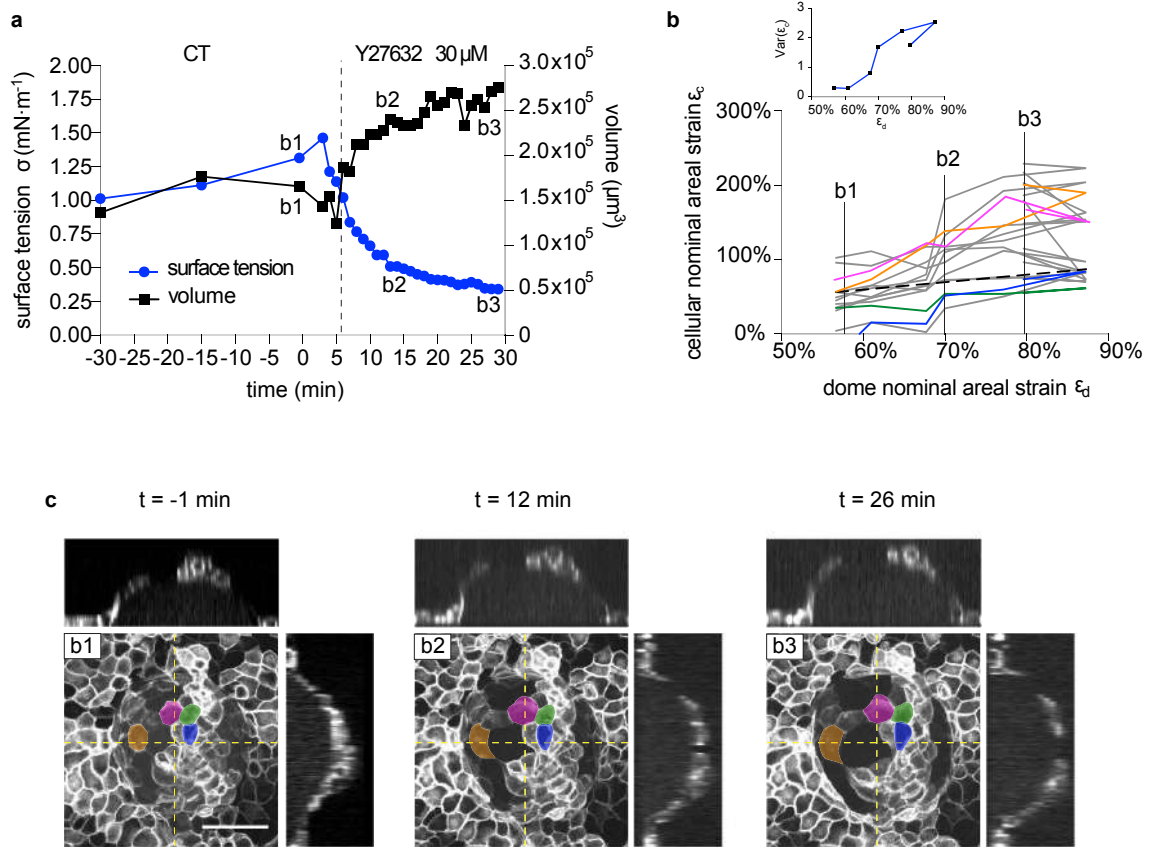 a
CT
Y27632 30 µM
surface tension σ (mN·m⁻¹)
2.00
1.75
1.50
1.25
1.00
0.75
0.50
0.25
0.00
b1
b1
b2
b2
b3
b3
surface tension
volume
3.0x10⁵
2.5x10⁵
2.0x10⁵
1.5x10⁵
1.0x10⁵
0.5x10⁵
0
volume (µm³)
-30 -25 -20 -15 -10 -5 0 5 10 15 20 25 30
time (min)
b
Var(εc)
3
2
1
0
50% 60% 70% 80% 90%
εd
cellular nominal areal strain εc
300%
200%
100%
0%
b1
b2
b3
50% 60% 70% 80% 90%
dome nominal areal strain εd
c
t = -1 min
t = 12 min
t = 26 min
b1
b2
b3